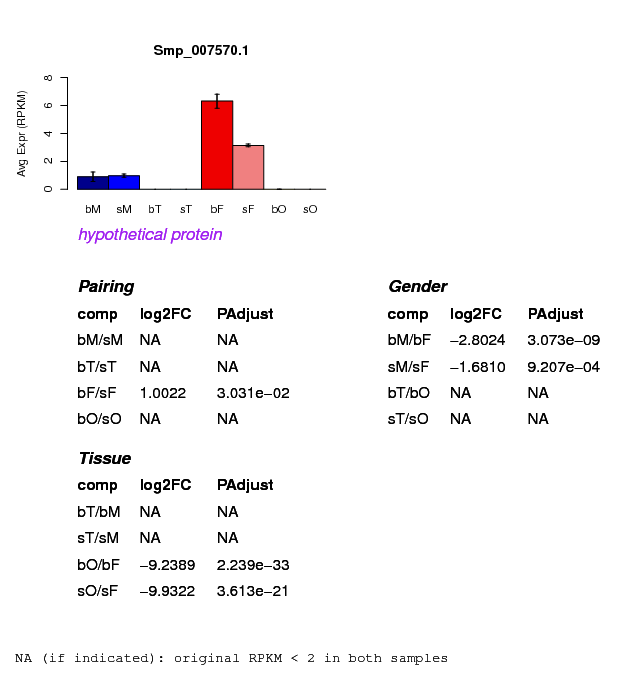 Smp_007570.1
Avg Expr (RPKM)
8
6
4
2
0
bM sM bT sT bF sF bO sO
hypothetical protein
Pairing
comp log2FC PAdjust
bM/sM NA NA
bT/sT NA NA
bF/sF 1.0022 3.031e−02
bO/sO NA NA
Gender
comp log2FC PAdjust
bM/bF −2.8024 3.073e−09
sM/sF −1.6810 9.207e−04
bT/bO NA NA
sT/sO NA NA
Tissue
comp log2FC PAdjust
bT/bM NA NA
sT/sM NA NA
bO/bF −9.2389 2.239e−33
sO/sF −9.9322 3.613e−21
NA (if indicated): original RPKM < 2 in both samples